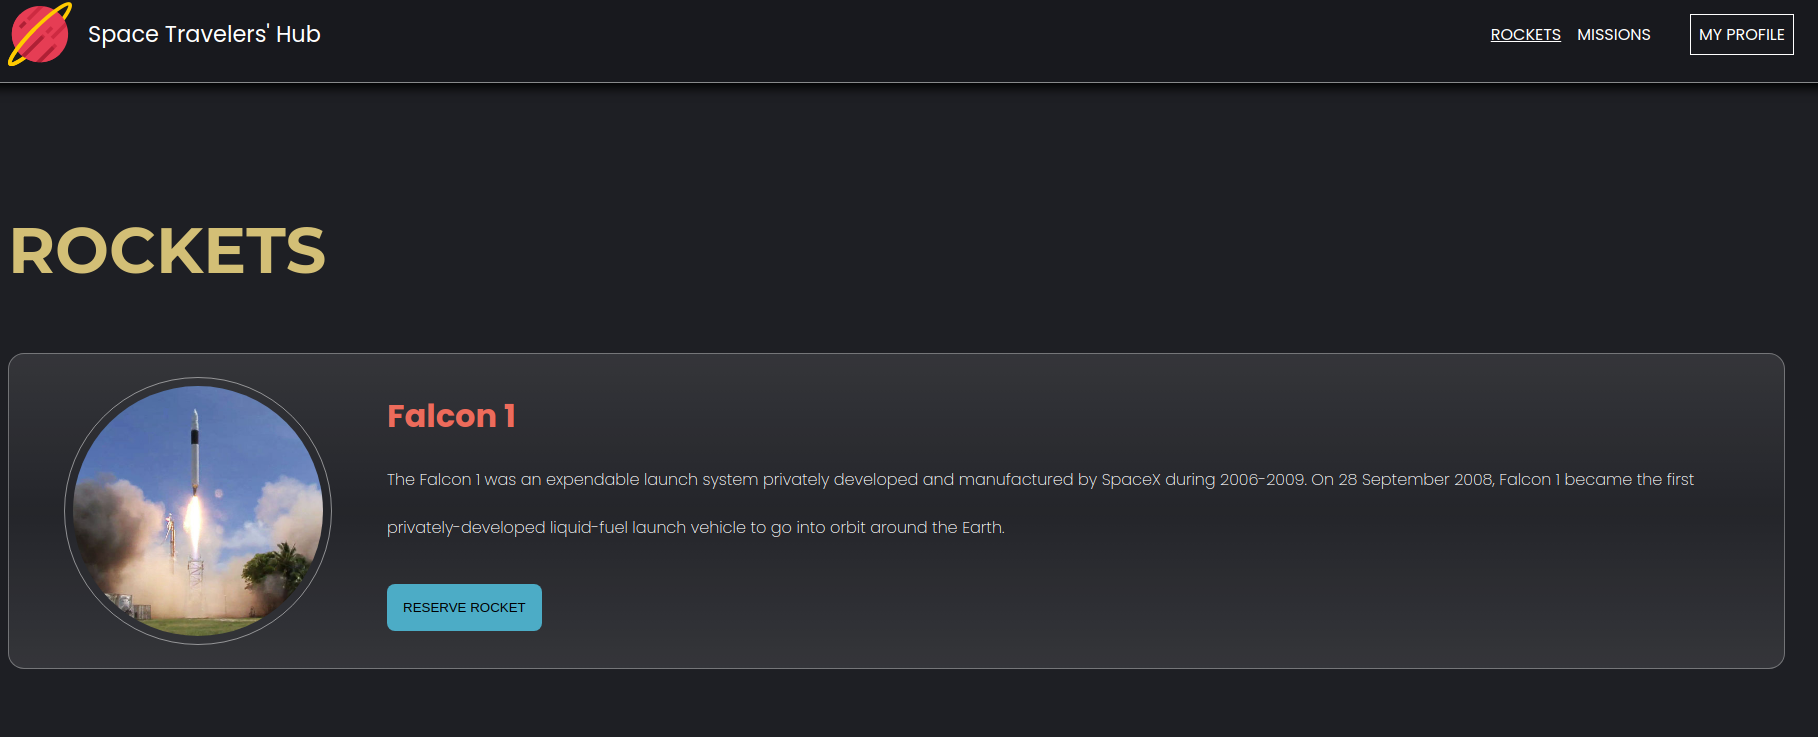 Space Travelers' Hub
ROCKETS
MISSIONS
MY PROFILE
ROCKETS
Falcon 1
The Falcon 1 was an expendable launch system privately developed and manufactured by SpaceX during 2006-2009. On 28 September 2008, Falcon 1 became the first
privately-developed liquid-fuel launch vehicle to go into orbit around the Earth.
RESERVE ROCKET